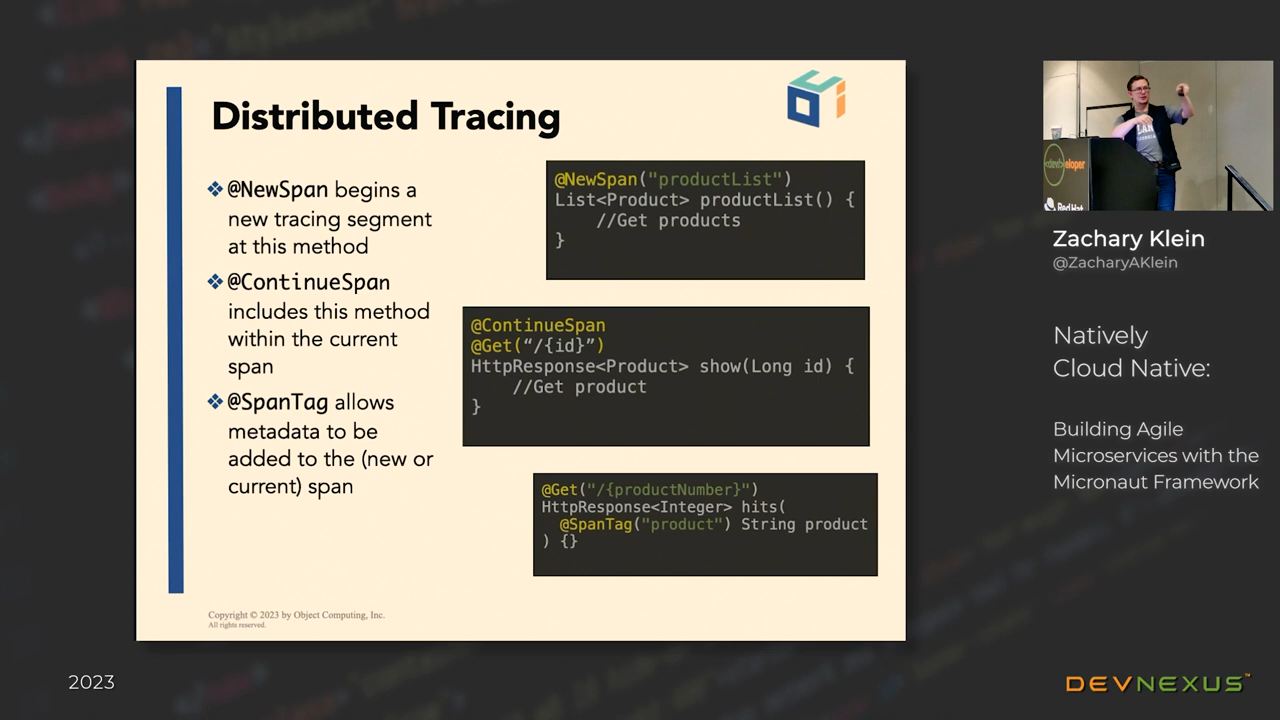 Distributed Tracing
OCi
❖ @NewSpan begins a
new tracing segment
at this method
❖ @ContinueSpan
includes this method
within the current
span
❖ @SpanTag allows
metadata to be
added to the (new or
current) span
@NewSpan("productList")
List<Product> productList() {
//Get products
}
@ContinueSpan
@Get(“/{id}”)
HttpResponse<Product> show(Long id) {
//Get product
}
@Get("/{productNumber}")
HttpResponse<Integer> hits(
@SpanTag("product") String product
) {}
Copyright © 2023 by Object Computing, Inc.
All rights reserved.
Red Hat
Zachary Klein
@ZacharyAKlein
Natively
Cloud Native:
Building Agile
Microservices with the
Micronaut Framework
2023
DEVNEXUS™